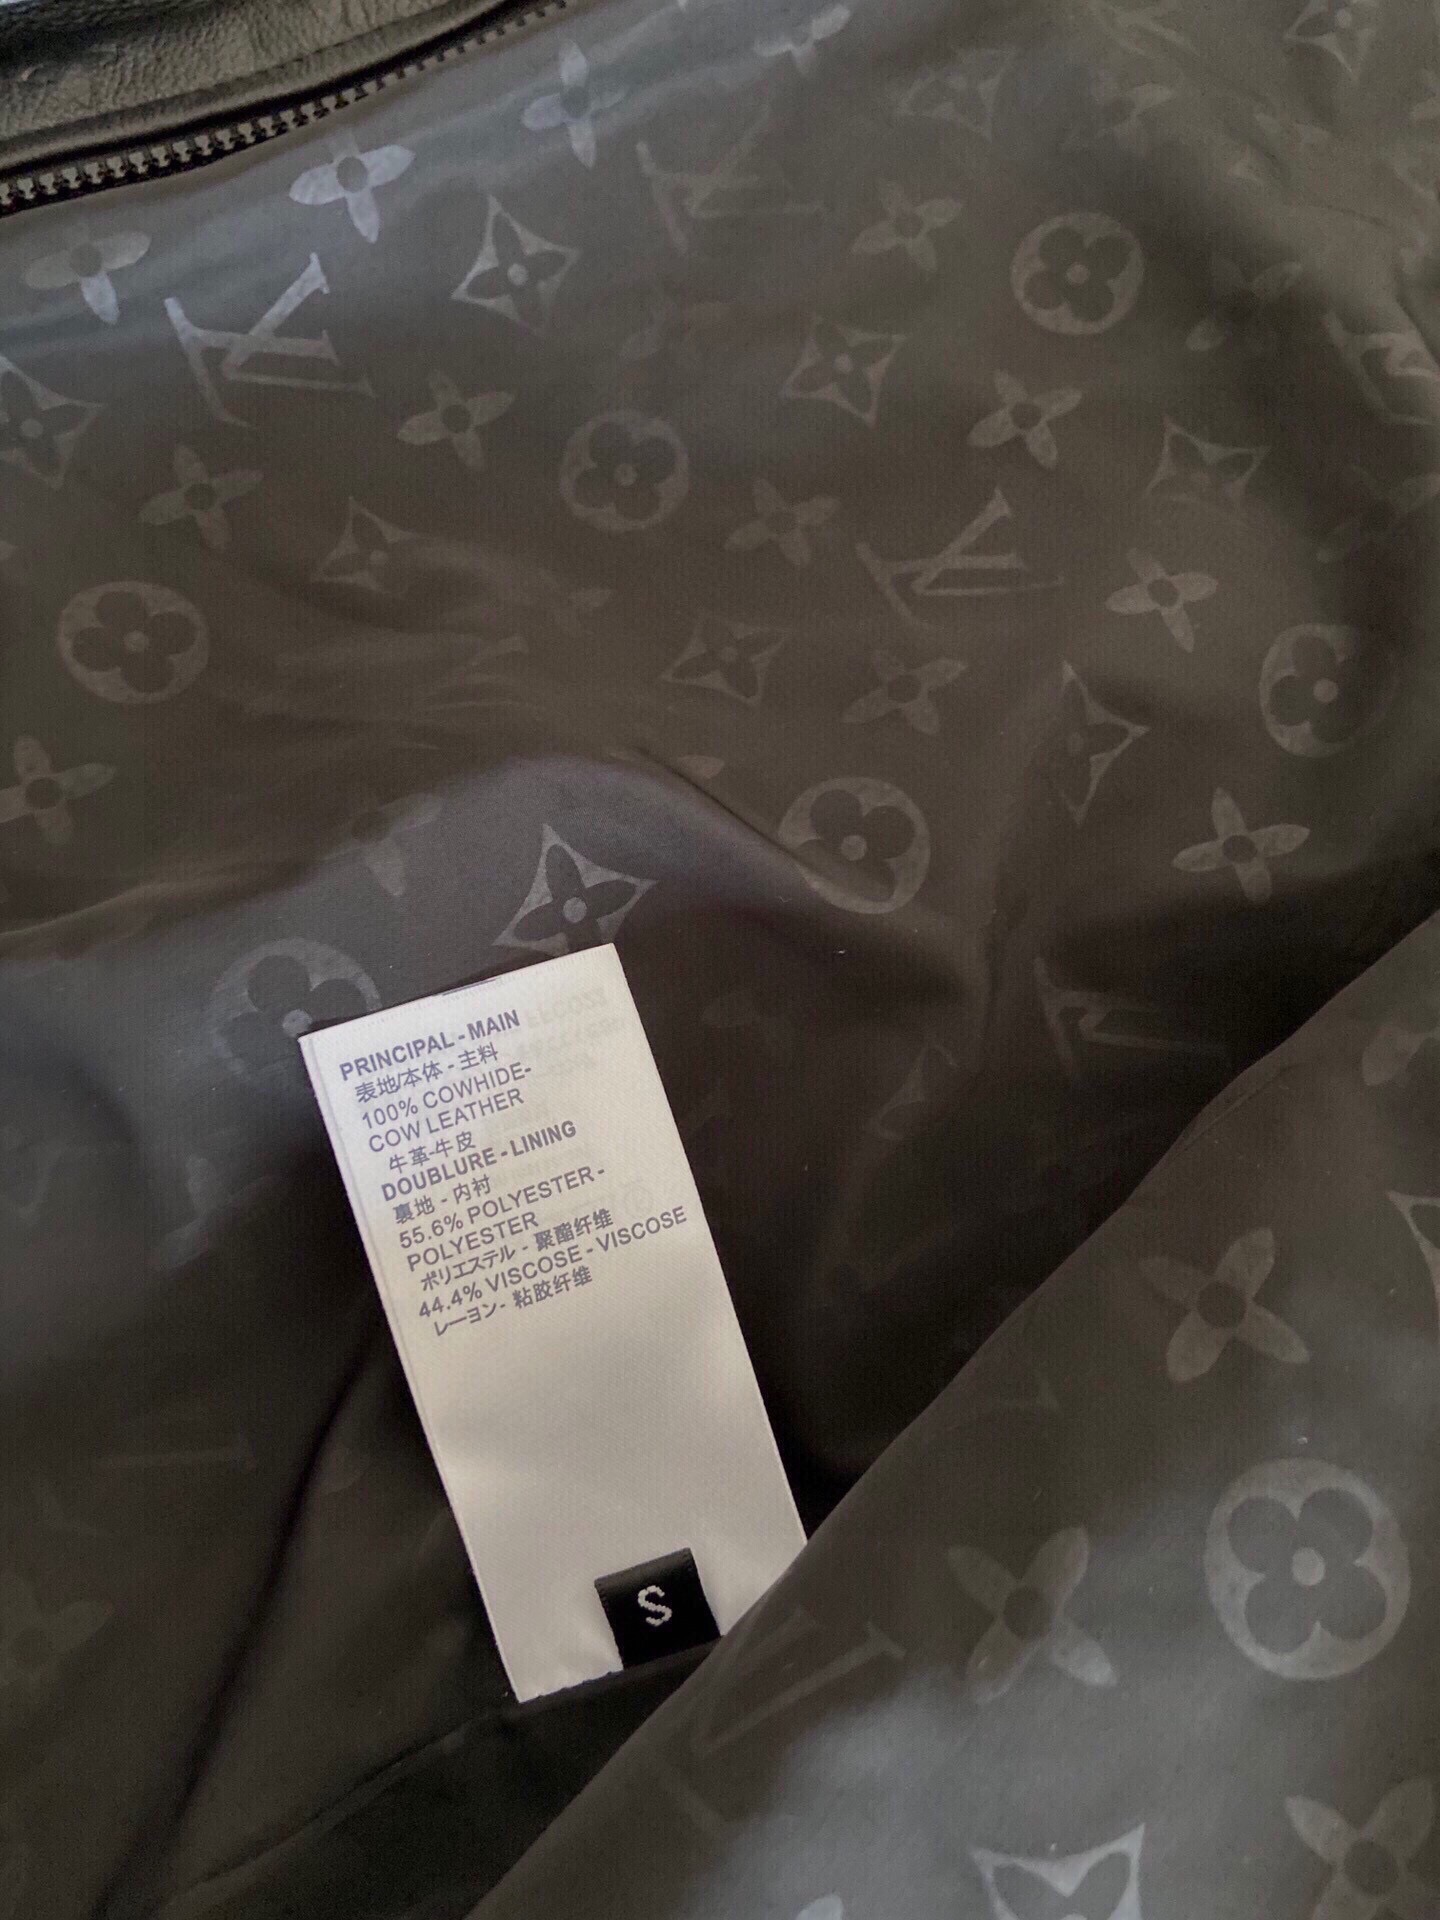 PRINCIPAL - MAIN
表地/本体 - 主料
100% COWHIDE-
COW LEATHER
牛革-牛皮
DOUBLURE - LINING
裏地 - 内衬
55.6% POLYESTER -
POLYESTER
ポリエステル - 聚酯纤维
44.4% VISCOSE - VISCOSE
レーヨン- 粘胶纤维
S